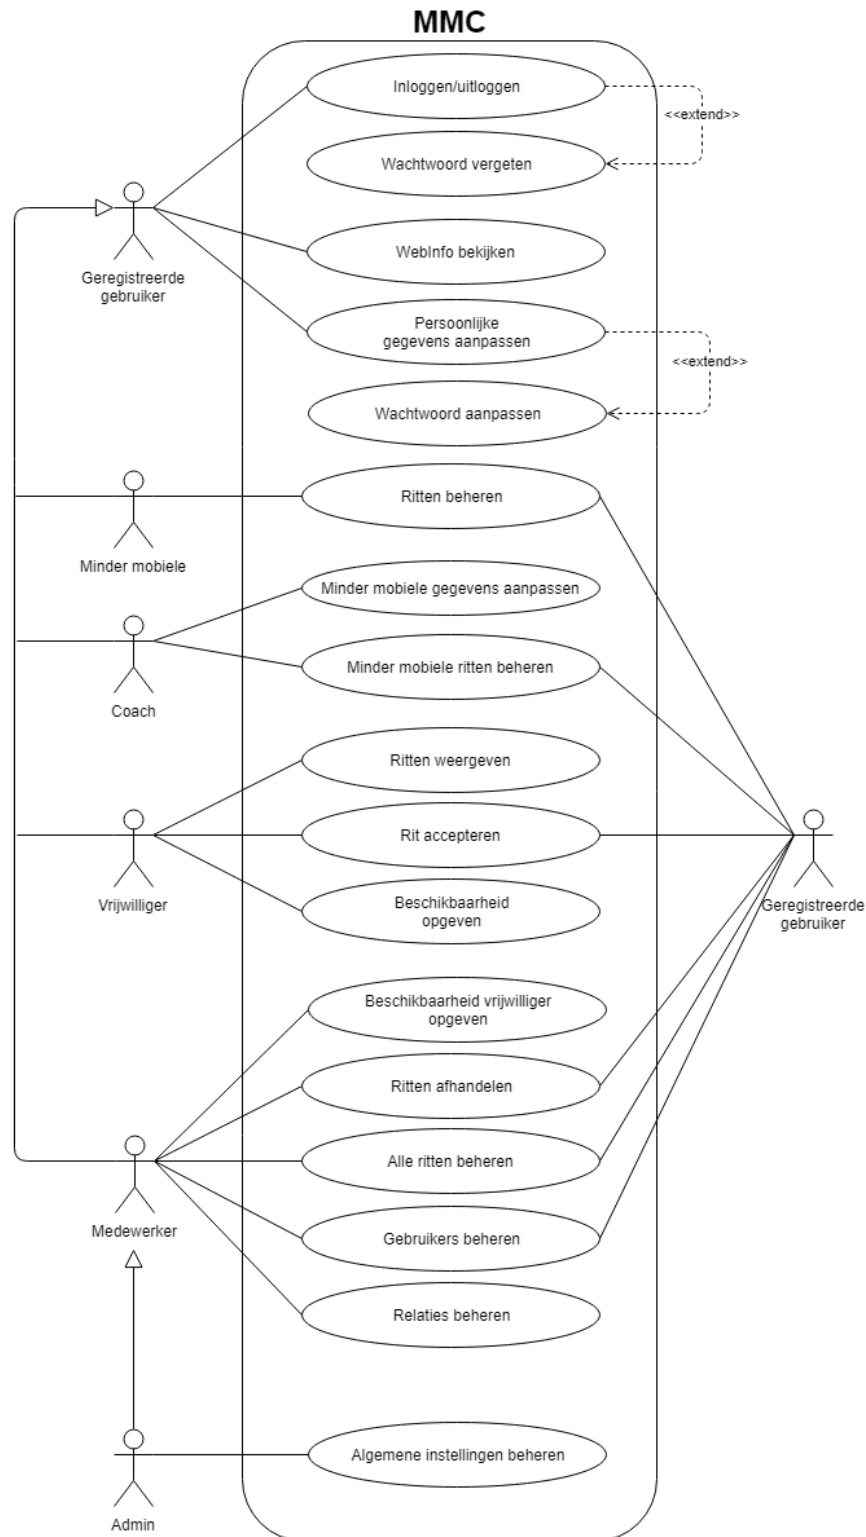 MMC
Inloggen/uitloggen
<<extend>>
Wachtwoord vergeten
WebInfo bekijken
Geregistreerde
gebruiker
Persoonlijke
gegevens aanpassen
<<extend>>
Wachtwoord aanpassen
Ritten beheren
Minder mobiele
Minder mobiele gegevens aanpassen
Minder mobiele ritten beheren
Coach
Ritten weergeven
Rit accepteren
Vrijwilliger
Geregistreerde
gebruiker
Beschikbaarheid
opgeven
Beschikbaarheid vrijwilliger
opgeven
Ritten afhandelen
Alle ritten beheren
Medewerker
Gebruikers beheren
Relaties beheren
Algemene instellingen beheren
Admin